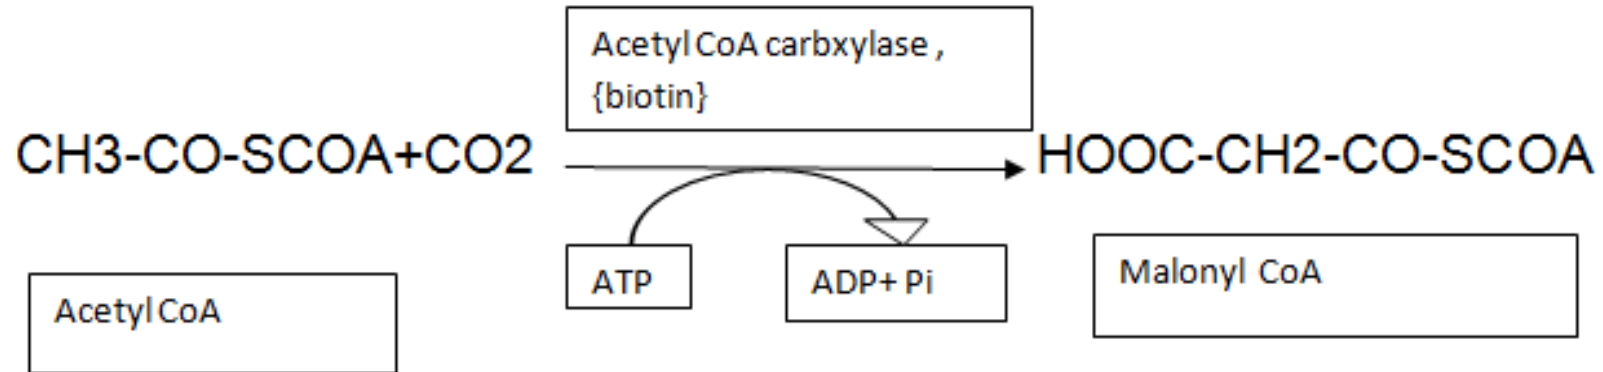 Acetyl CoA carbxylase ,
{biotin}
CH3-CO-SCOA+CO2
HOOC-CH2-CO-SCOA
ATP
ADP+ Pi
Malonyl CoA
Acetyl CoA